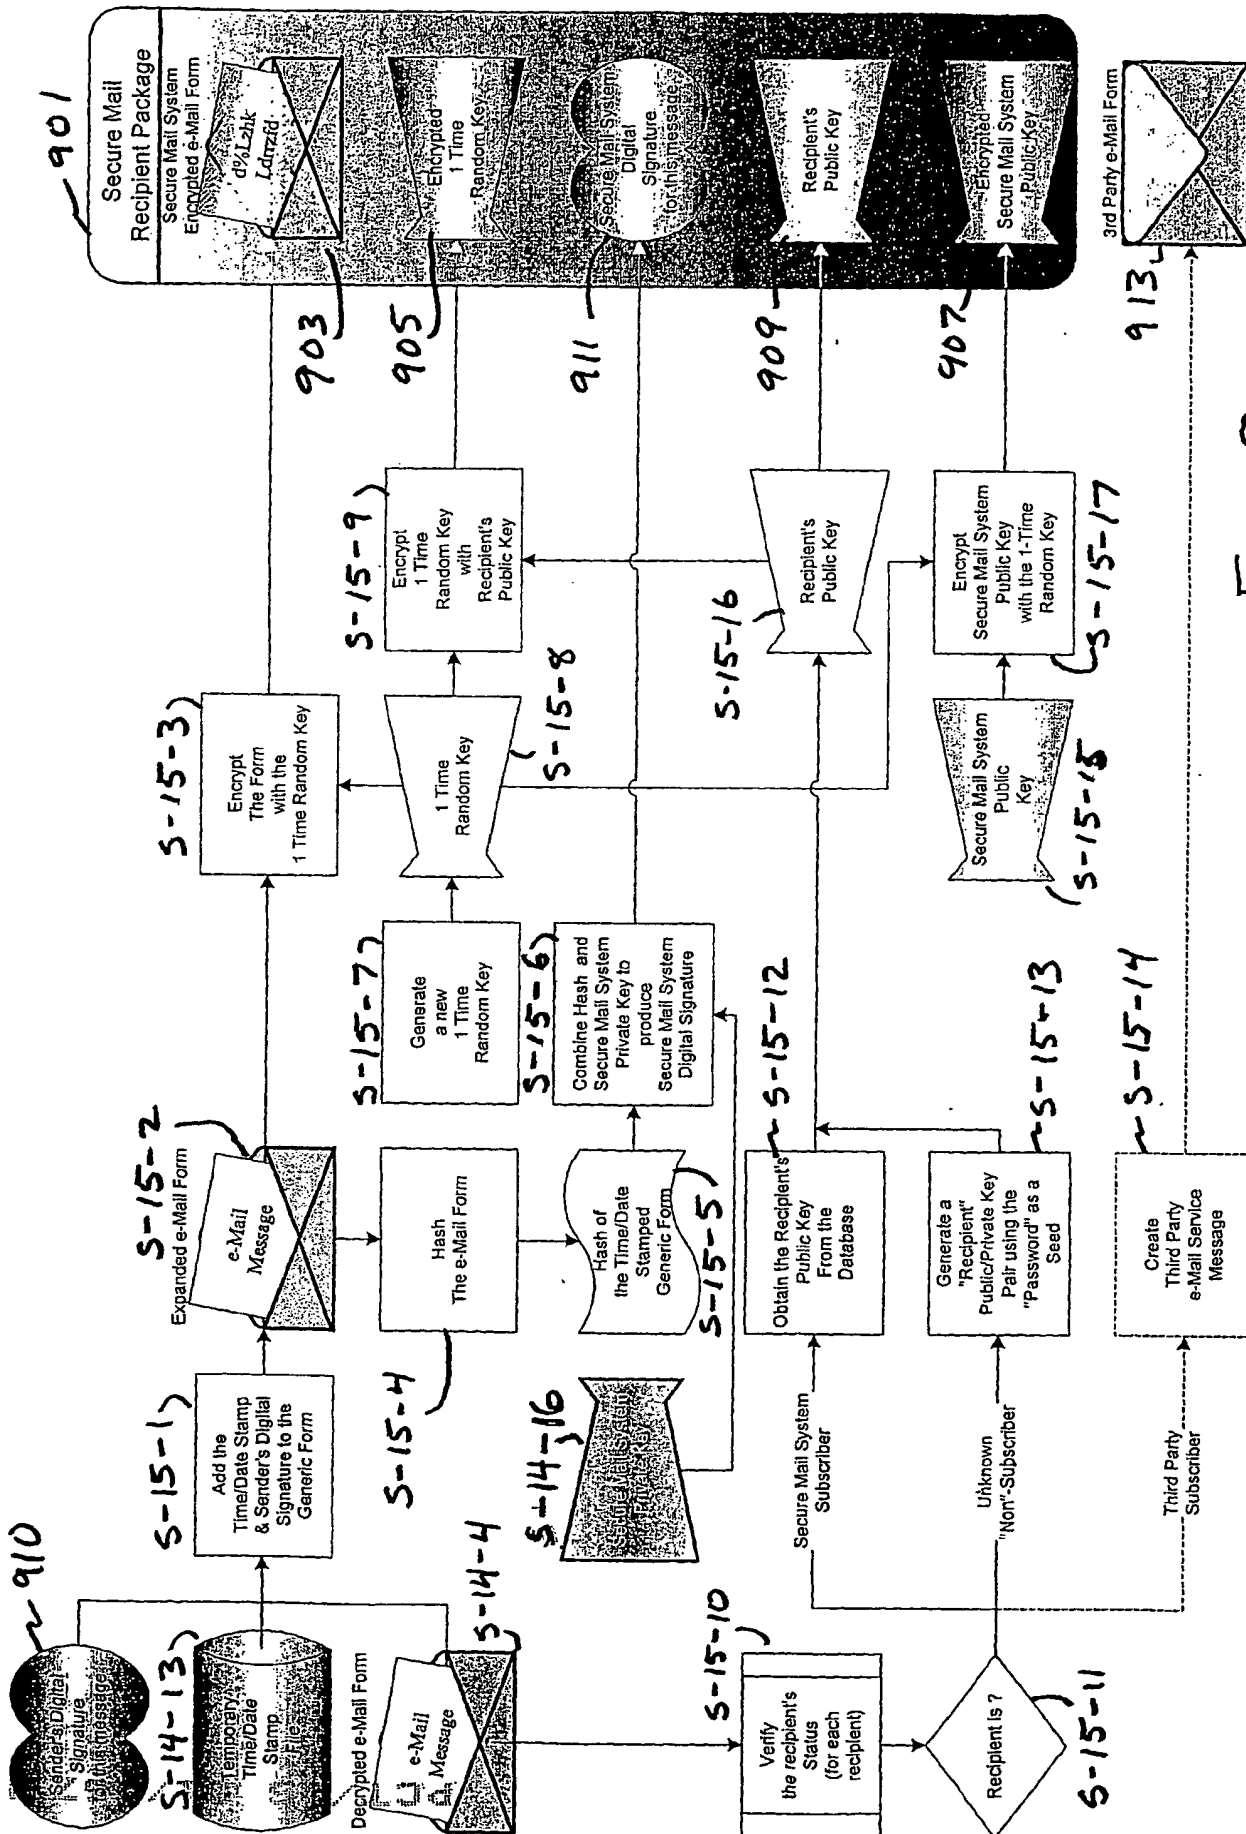 901
Secure Mail
Recipient Package
Secure Mail System
Encrypted e-Mail Form
d%Lzhk
Ldrrzfd
903
Encrypted
1 Time
Random Key
905
Secure Mail System
Digital
Signature
for this message
911
Recipient's
Public Key
909
Encrypted
Secure Mail System
Public Key
907
3rd Party e-Mail Form
913
S-15-3
Encrypt
The Form
with the
1 Time Random Key
S-15-9
Encrypt
1 Time
Random Key
with
Recipient's
Public Key
1 Time
Random Key
S-15-8
S-15-16
Recipient's
Public Key
Encrypt
Secure Mail System
Public Key
with the 1-Time
Random Key
S-15-17
Secure Mail System
Public
Key
S-15-15
S-15-2
Expanded e-Mail Form
e-Mail
Message
S-15-7
Generate
a new
1 Time
Random Key
S-15-6
Combine Hash and
Secure Mail System
Private Key to
produce
Secure Mail System
Digital Signature
Hash
The e-Mail Form
S-15-4
Hash of
the Time/Date
Stamped
Generic Form
S-15-5
S-15-12
Obtain the Recipient's
Public Key
From the
Database
S-15-13
Generate a
"Recipient"
Public/Private Key
Pair using the
"Password" as a
Seed
S-15-14
Create
Third Party
e-Mail Service
Message
S-15-1
Add the
Time/Date Stamp
& Sender's Digital
Signature to the
Generic Form
S-14-16
Secure Mail System
Private Key
910
Sender's Digital
Signature
for this message
S-14-13
Temporary
Time/Date
Stamp
File
Decrypted e-Mail Form
e-Mail
Message
S-14-4
S-15-10
Verify
the recipient's
Status
(for each
recipient)
Recipient is ?
S-15-11
Secure Mail System
Subscriber
Unknown
"Non"-Subscriber
Third Party
Subscriber